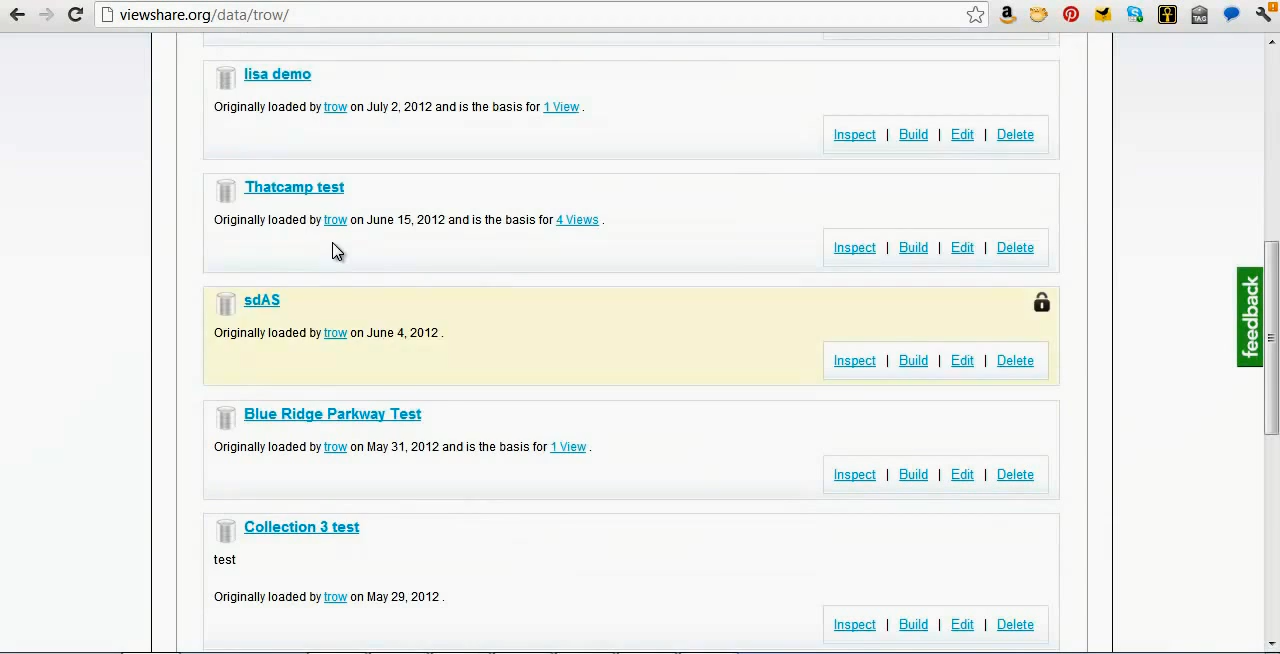 viewshare.org/data/trow/
lisa demo
Originally loaded by trow on July 2, 2012 and is the basis for 1 View .
Inspect | Build | Edit | Delete
Thatcamp test
Originally loaded by trow on June 15, 2012 and is the basis for 4 Views .
Inspect | Build | Edit | Delete
sdAS
Originally loaded by trow on June 4, 2012 .
Inspect | Build | Edit | Delete
Blue Ridge Parkway Test
Originally loaded by trow on May 31, 2012 and is the basis for 1 View .
Inspect | Build | Edit | Delete
Collection 3 test
test
Originally loaded by trow on May 29, 2012 .
Inspect | Build | Edit | Delete
feedback
a
TAG